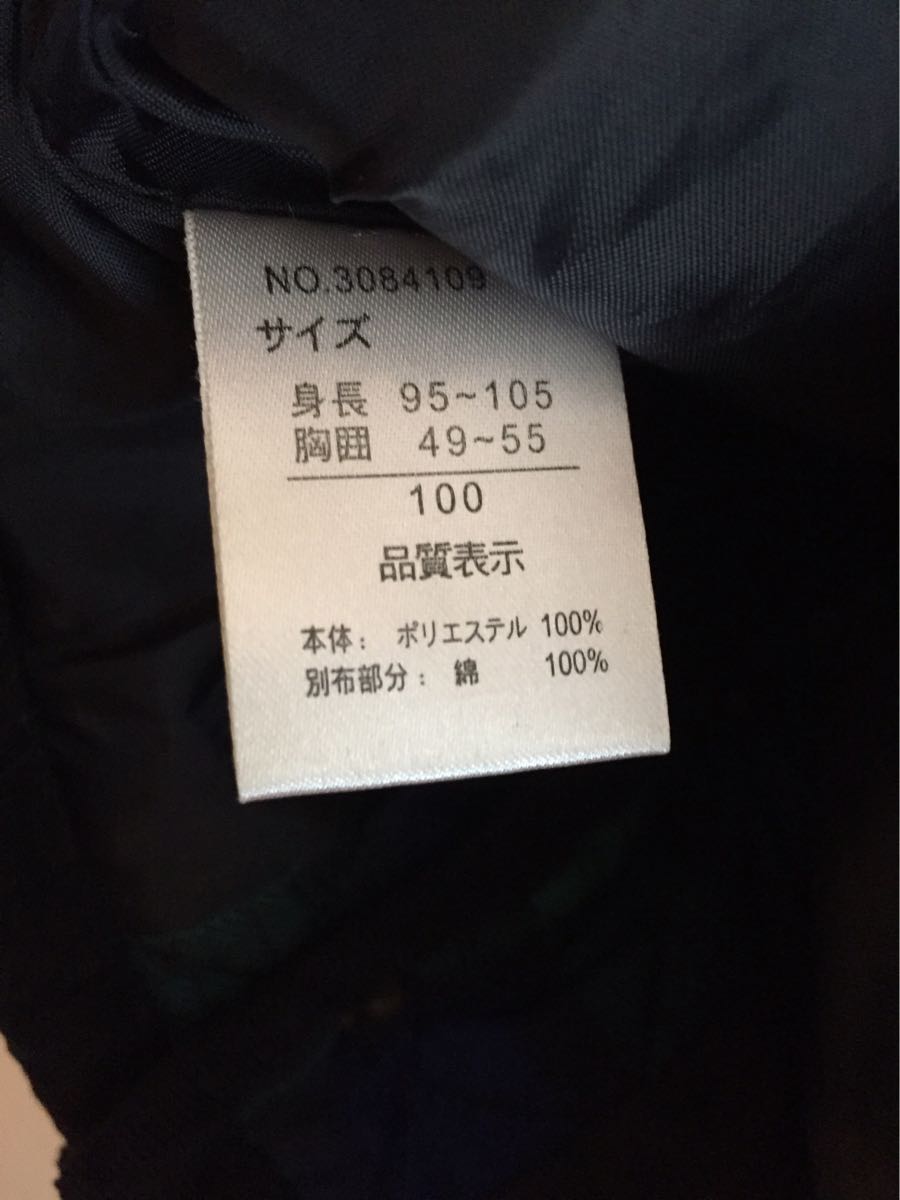 NO.3084109
サイズ
身長 95~105
胸囲 49~55
100
品質表示
本体: ポリエステル 100%
別布部分: 綿 100%